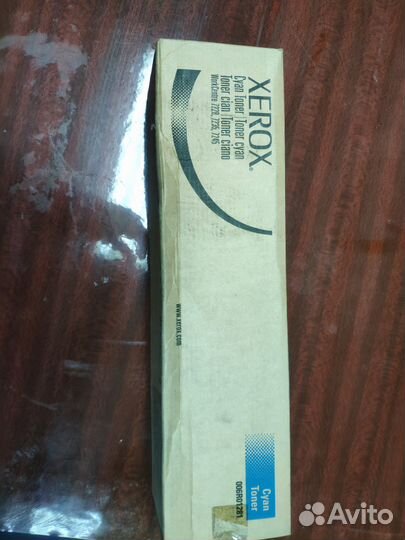 XEROX®
Cyan Toner | Toner cyan
Toner cian | Toner ciano
WorkCentre 7228, 7235, 7245
www.xerox.com
Cyan
Toner
006R01281
Avito